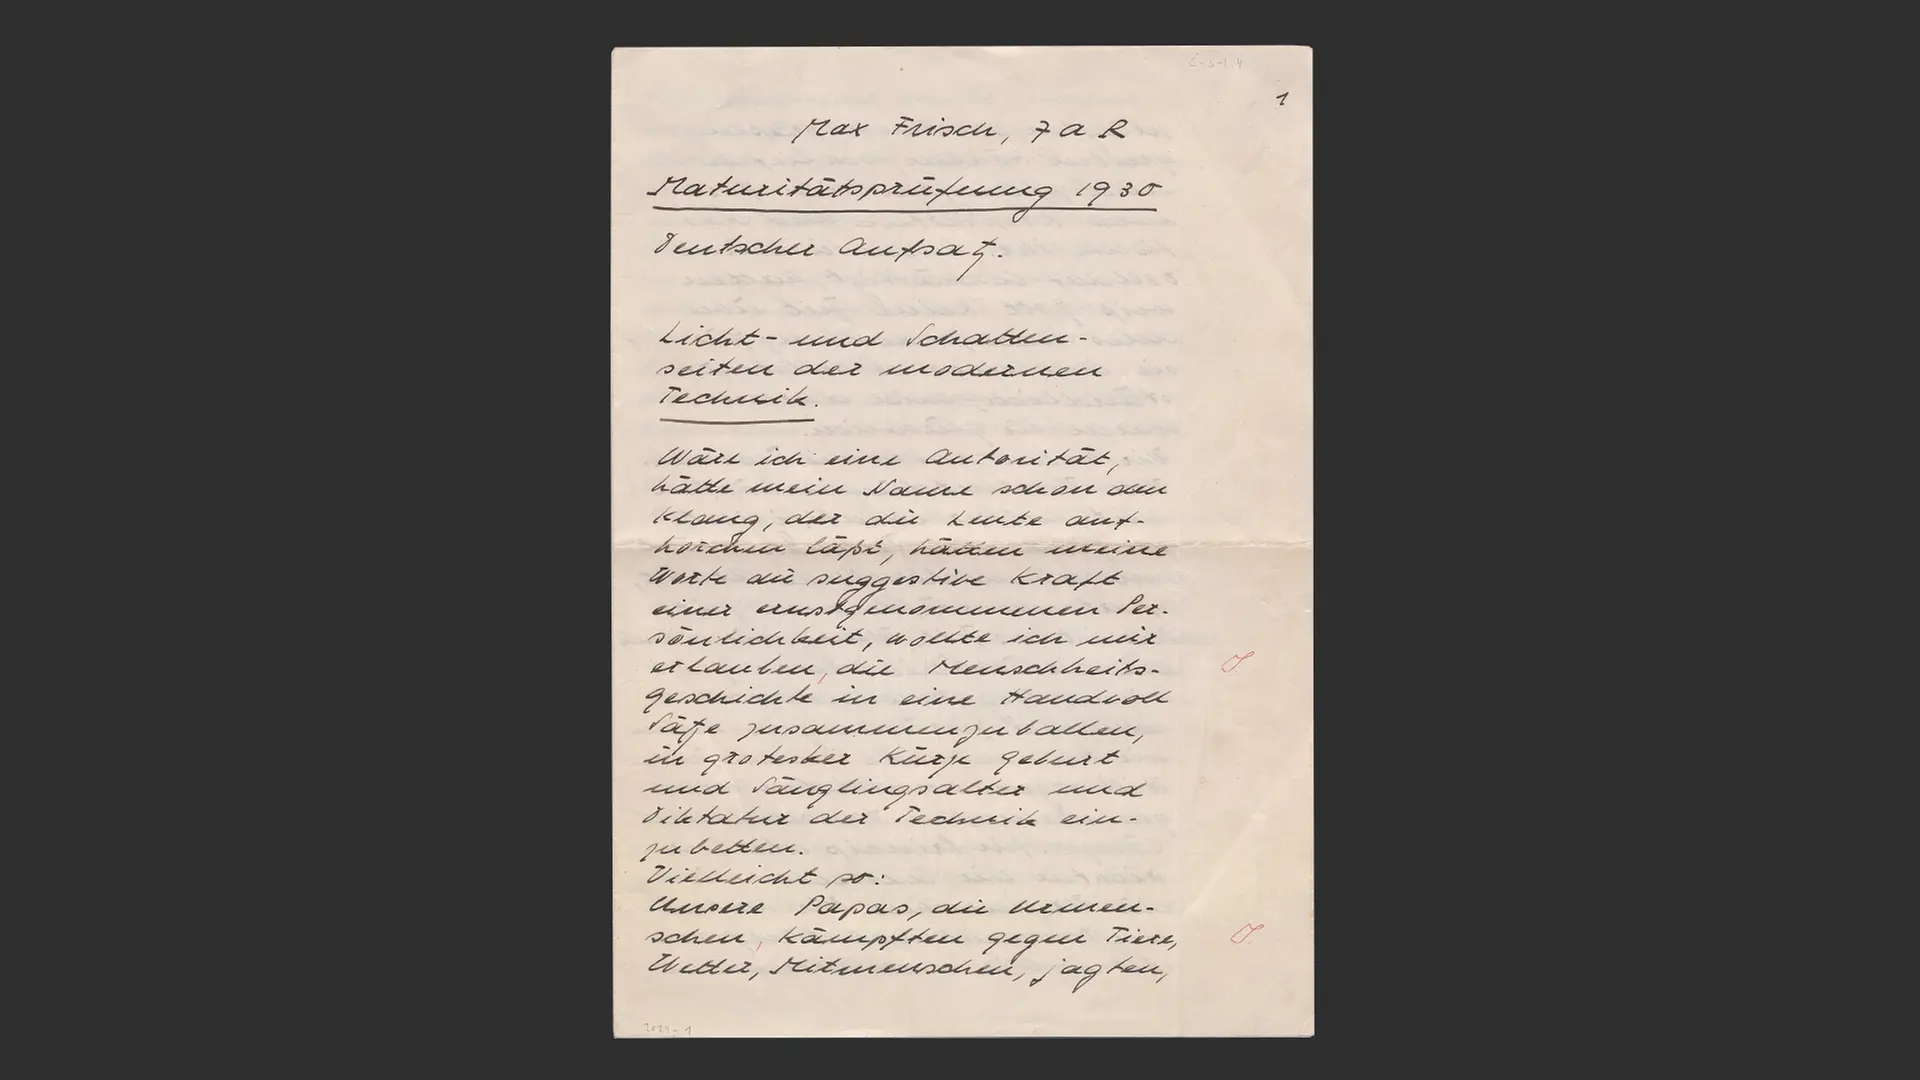 1
Max Frisch, 7aR
Maturitätsprüfung 1930
Deutscher Aufsatz.
Licht- und Schatten-
seiten der modernen
Technik.
Wäre ich eine Autorität,
hätte mein Name schon den
Klang, der die Leute auf-
horchen läßt, hätten meine
Worte die suggestive Kraft
einer ernstgenommenen Per-
sönlichkeit, wollte ich mir
erlauben, die Menschheits-
geschichte in eine Handvoll
Sätze zusammenzuballen,
in grotesker Kürze Geburt
und Säuglingsalter und
Diktatur der Technik ein-
zubetten.
Vielleicht so:
Unsere Papas, die Urmen-
schen, kämpften gegen Tiere,
Wetter, Mitmenschen, jagten,